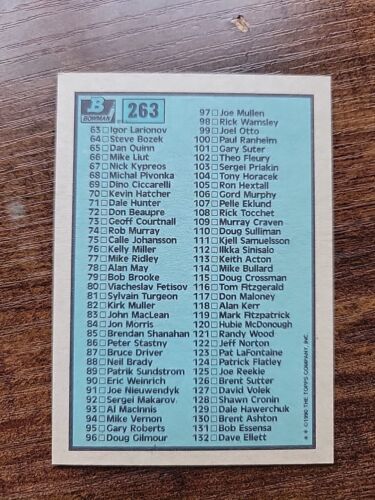 B
BOWMAN
263
63 Igor Larionov
64 Steve Bozek
65 Dan Quinn
66 Mike Liut
67 Nick Kypreos
68 Michal Pivonka
69 Dino Ciccarelli
70 Kevin Hatcher
71 Dale Hunter
72 Don Beaupre
73 Geoff Courtnall
74 Rob Murray
75 Calle Johansson
76 Kelly Miller
77 Mike Ridley
78 Alan May
79 Bob Brooke
80 Viacheslav Fetisov
81 Sylvain Turgeon
82 Kirk Muller
83 John MacLean
84 Jon Morris
85 Brendan Shanahan
86 Peter Stastny
87 Bruce Driver
88 Neil Brady
89 Patrik Sundstrom
90 Eric Weinrich
91 Joe Nieuwendyk
92 Sergei Makarov
93 Al MacInnis
94 Mike Vernon
95 Gary Roberts
96 Doug Gilmour
97 Joe Mullen
98 Rick Wamsley
99 Joel Otto
100 Paul Ranheim
101 Gary Suter
102 Theo Fleury
103 Sergei Priakin
104 Tony Horacek
105 Ron Hextall
106 Gord Murphy
107 Pelle Eklund
108 Rick Tocchet
109 Murray Craven
110 Doug Sulliman
111 Kjell Samuelsson
112 Ilkka Sinisalo
113 Keith Acton
114 Mike Bullard
115 Doug Crossman
116 Tom Fitzgerald
117 Don Maloney
118 Alan Kerr
119 Mark Fitzpatrick
120 Hubie McDonough
121 Randy Wood
122 Jeff Norton
123 Pat LaFontaine
124 Patrick Flatley
125 Joe Reekie
126 Brent Sutter
127 David Volek
128 Shawn Cronin
129 Dale Hawerchuk
130 Brent Ashton
131 Bob Essensa
132 Dave Ellett
* * ©1990 THE TOPPS COMPANY, INC.